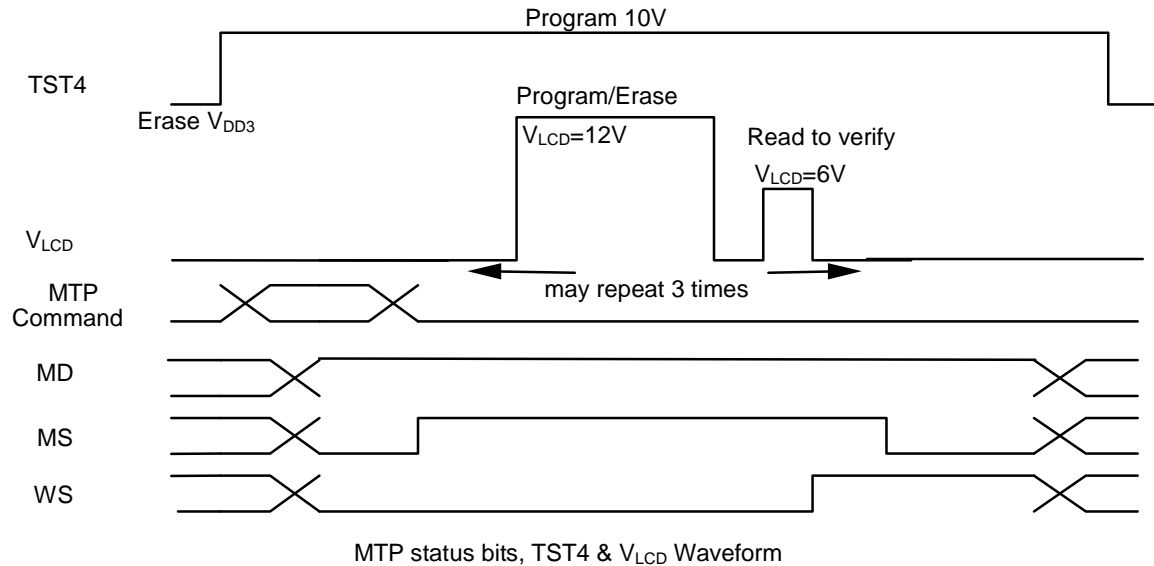 Program 10V
TST4
Erase VDD3
Program/Erase
VLCD=12V
Read to verify
VLCD=6V
VLCD
may repeat 3 times
MTP
Command
MD
MS
WS
MTP status bits, TST4 & VLCD Waveform